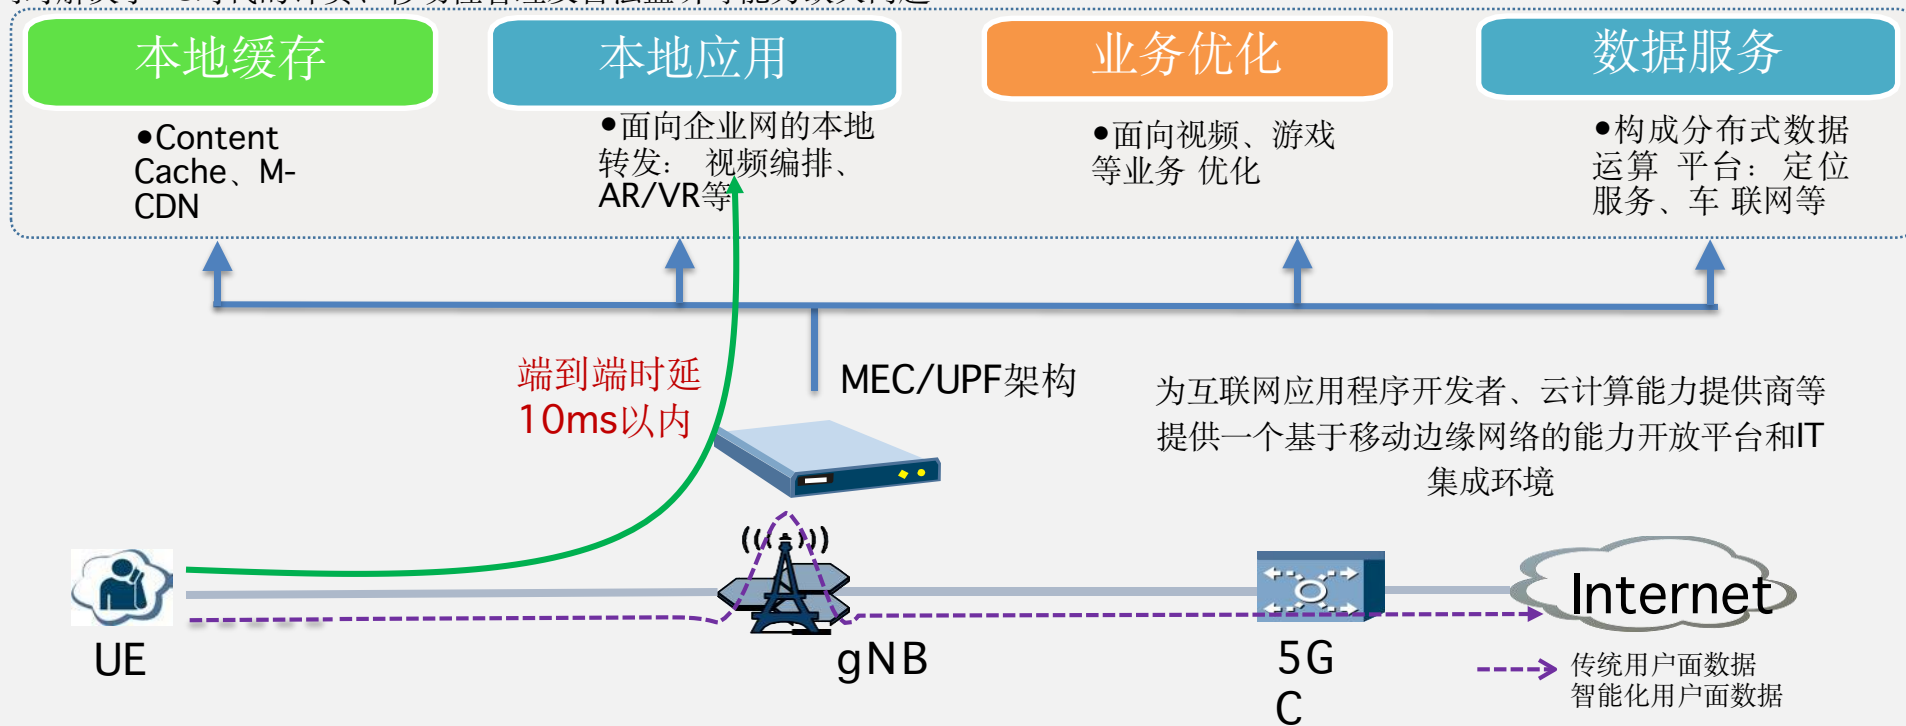 本地缓存
本地应用
业务优化
数据服务
•Content
Cache、M-
CDN
•面向企业网的本地
转发： 视频编排、
AR/VR等
•面向视频、游戏
等业务 优化
•构成分布式数据
运算 平台： 定位
服务、车 联网等
端到端时延
10ms以内
MEC/UPF架构
为互联网应用程序开发者、云计算能力提供商等
提供一个基于移动边缘网络的能力开放平台和IT
集成环境
UE
gNB
5G
C
Internet
传统用户面数据
智能化用户面数据